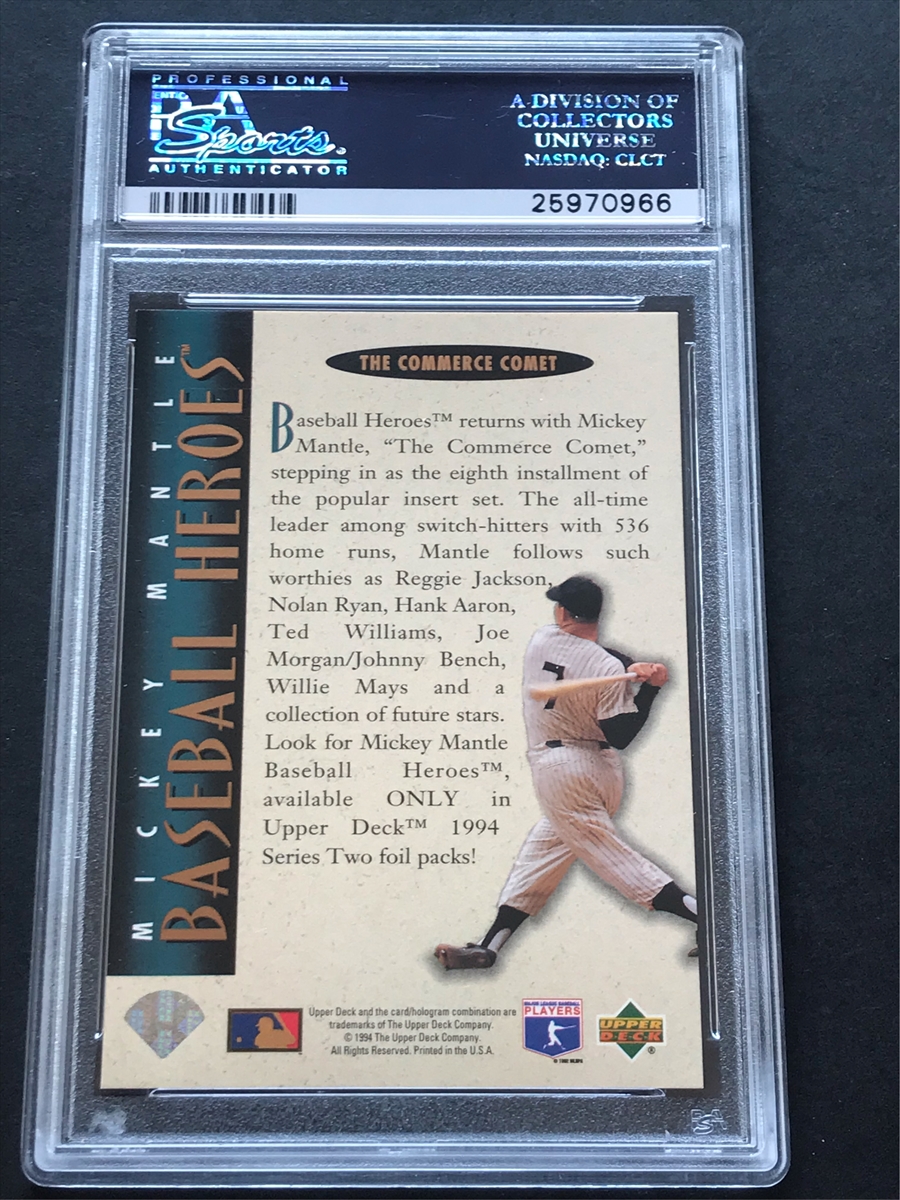 PROFESSIONAL
PSA
Sports
AUTHENTICATOR
A DIVISION OF
COLLECTORS
UNIVERSE
NASDAQ: CLCT
25970966
MICKEY MANTLE
BASEBALL HEROES™
THE COMMERCE COMET
Baseball Heroes™ returns with Mickey
Mantle, “The Commerce Comet,”
stepping in as the eighth installment of
the popular insert set. The all-time
leader among switch-hitters with 536
home runs, Mantle follows such
worthies as Reggie Jackson,
Nolan Ryan, Hank Aaron,
Ted Williams, Joe
Morgan/Johnny Bench,
Willie Mays and a
collection of future stars.
Look for Mickey Mantle
Baseball Heroes™,
available ONLY in
Upper Deck™ 1994
Series Two foil packs!
7
Upper Deck and the card/hologram combination are
trademarks of The Upper Deck Company.
© 1994 The Upper Deck Company.
All Rights Reserved. Printed in the U.S.A.
MAJOR LEAGUE BASEBALL
PLAYERS
UPPER
DECK
®
PSA